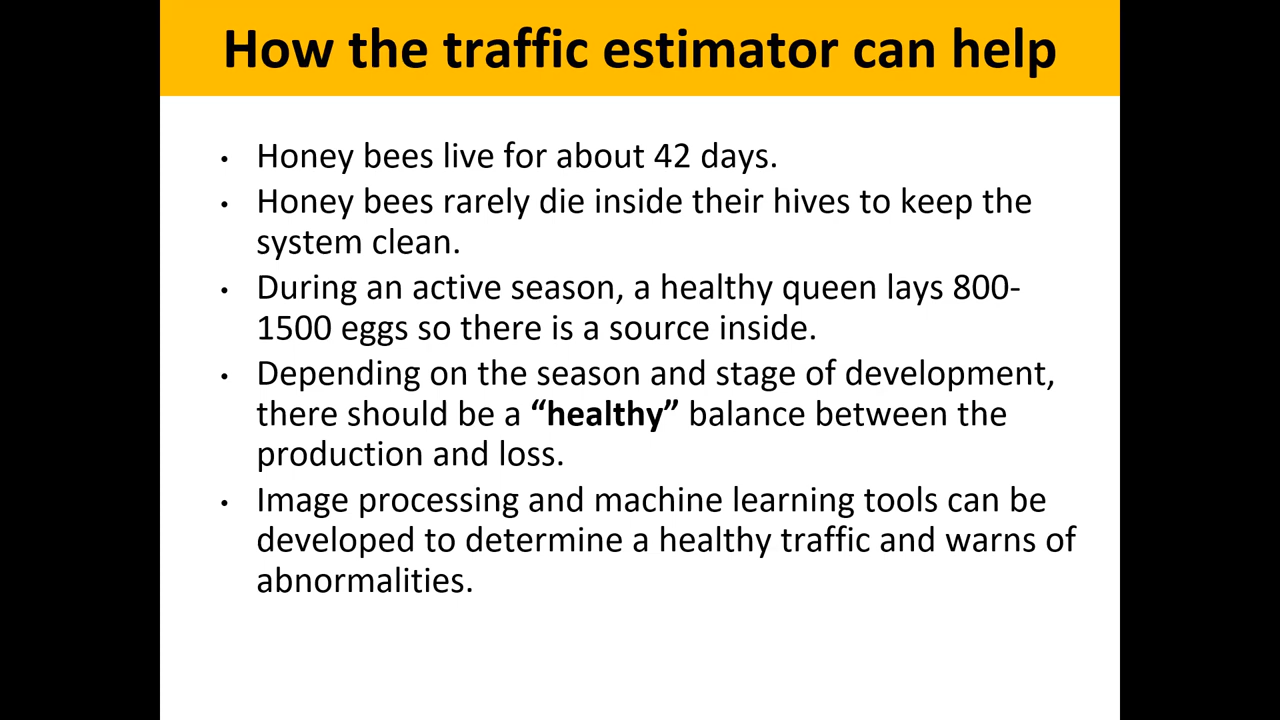 How the traffic estimator can help
• Honey bees live for about 42 days.
• Honey bees rarely die inside their hives to keep the
system clean.
• During an active season, a healthy queen lays 800-
1500 eggs so there is a source inside.
• Depending on the season and stage of development,
there should be a “healthy” balance between the
production and loss.
• Image processing and machine learning tools can be
developed to determine a healthy traffic and warns of
abnormalities.